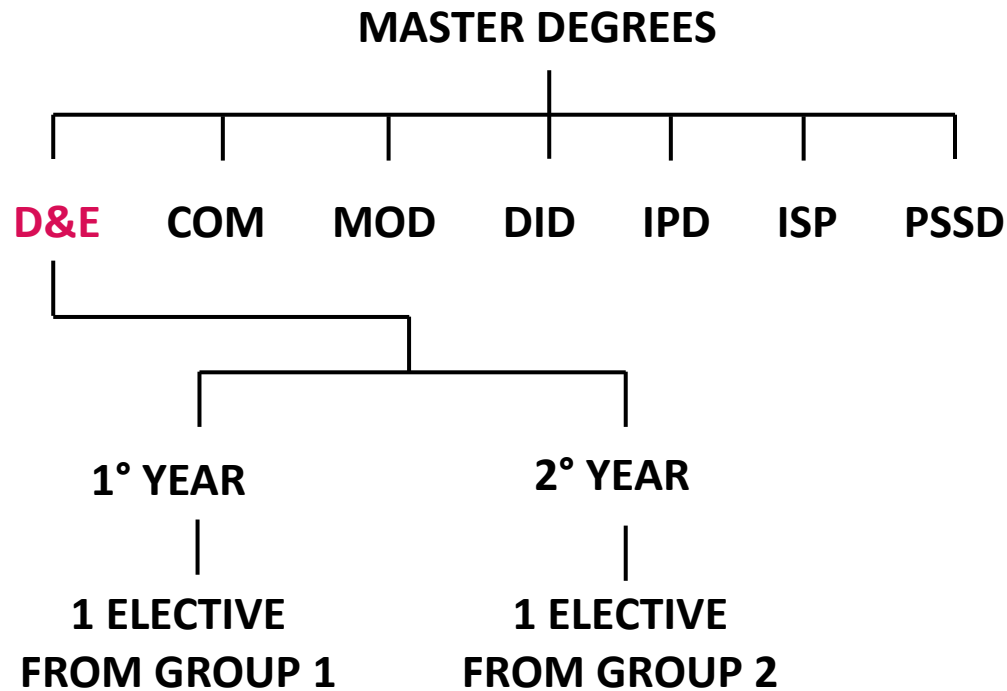 MASTER DEGREES
D&E COM MOD DID IPD ISP PSSD
1° YEAR
2° YEAR
1 ELECTIVE
FROM GROUP 1
1 ELECTIVE
FROM GROUP 2